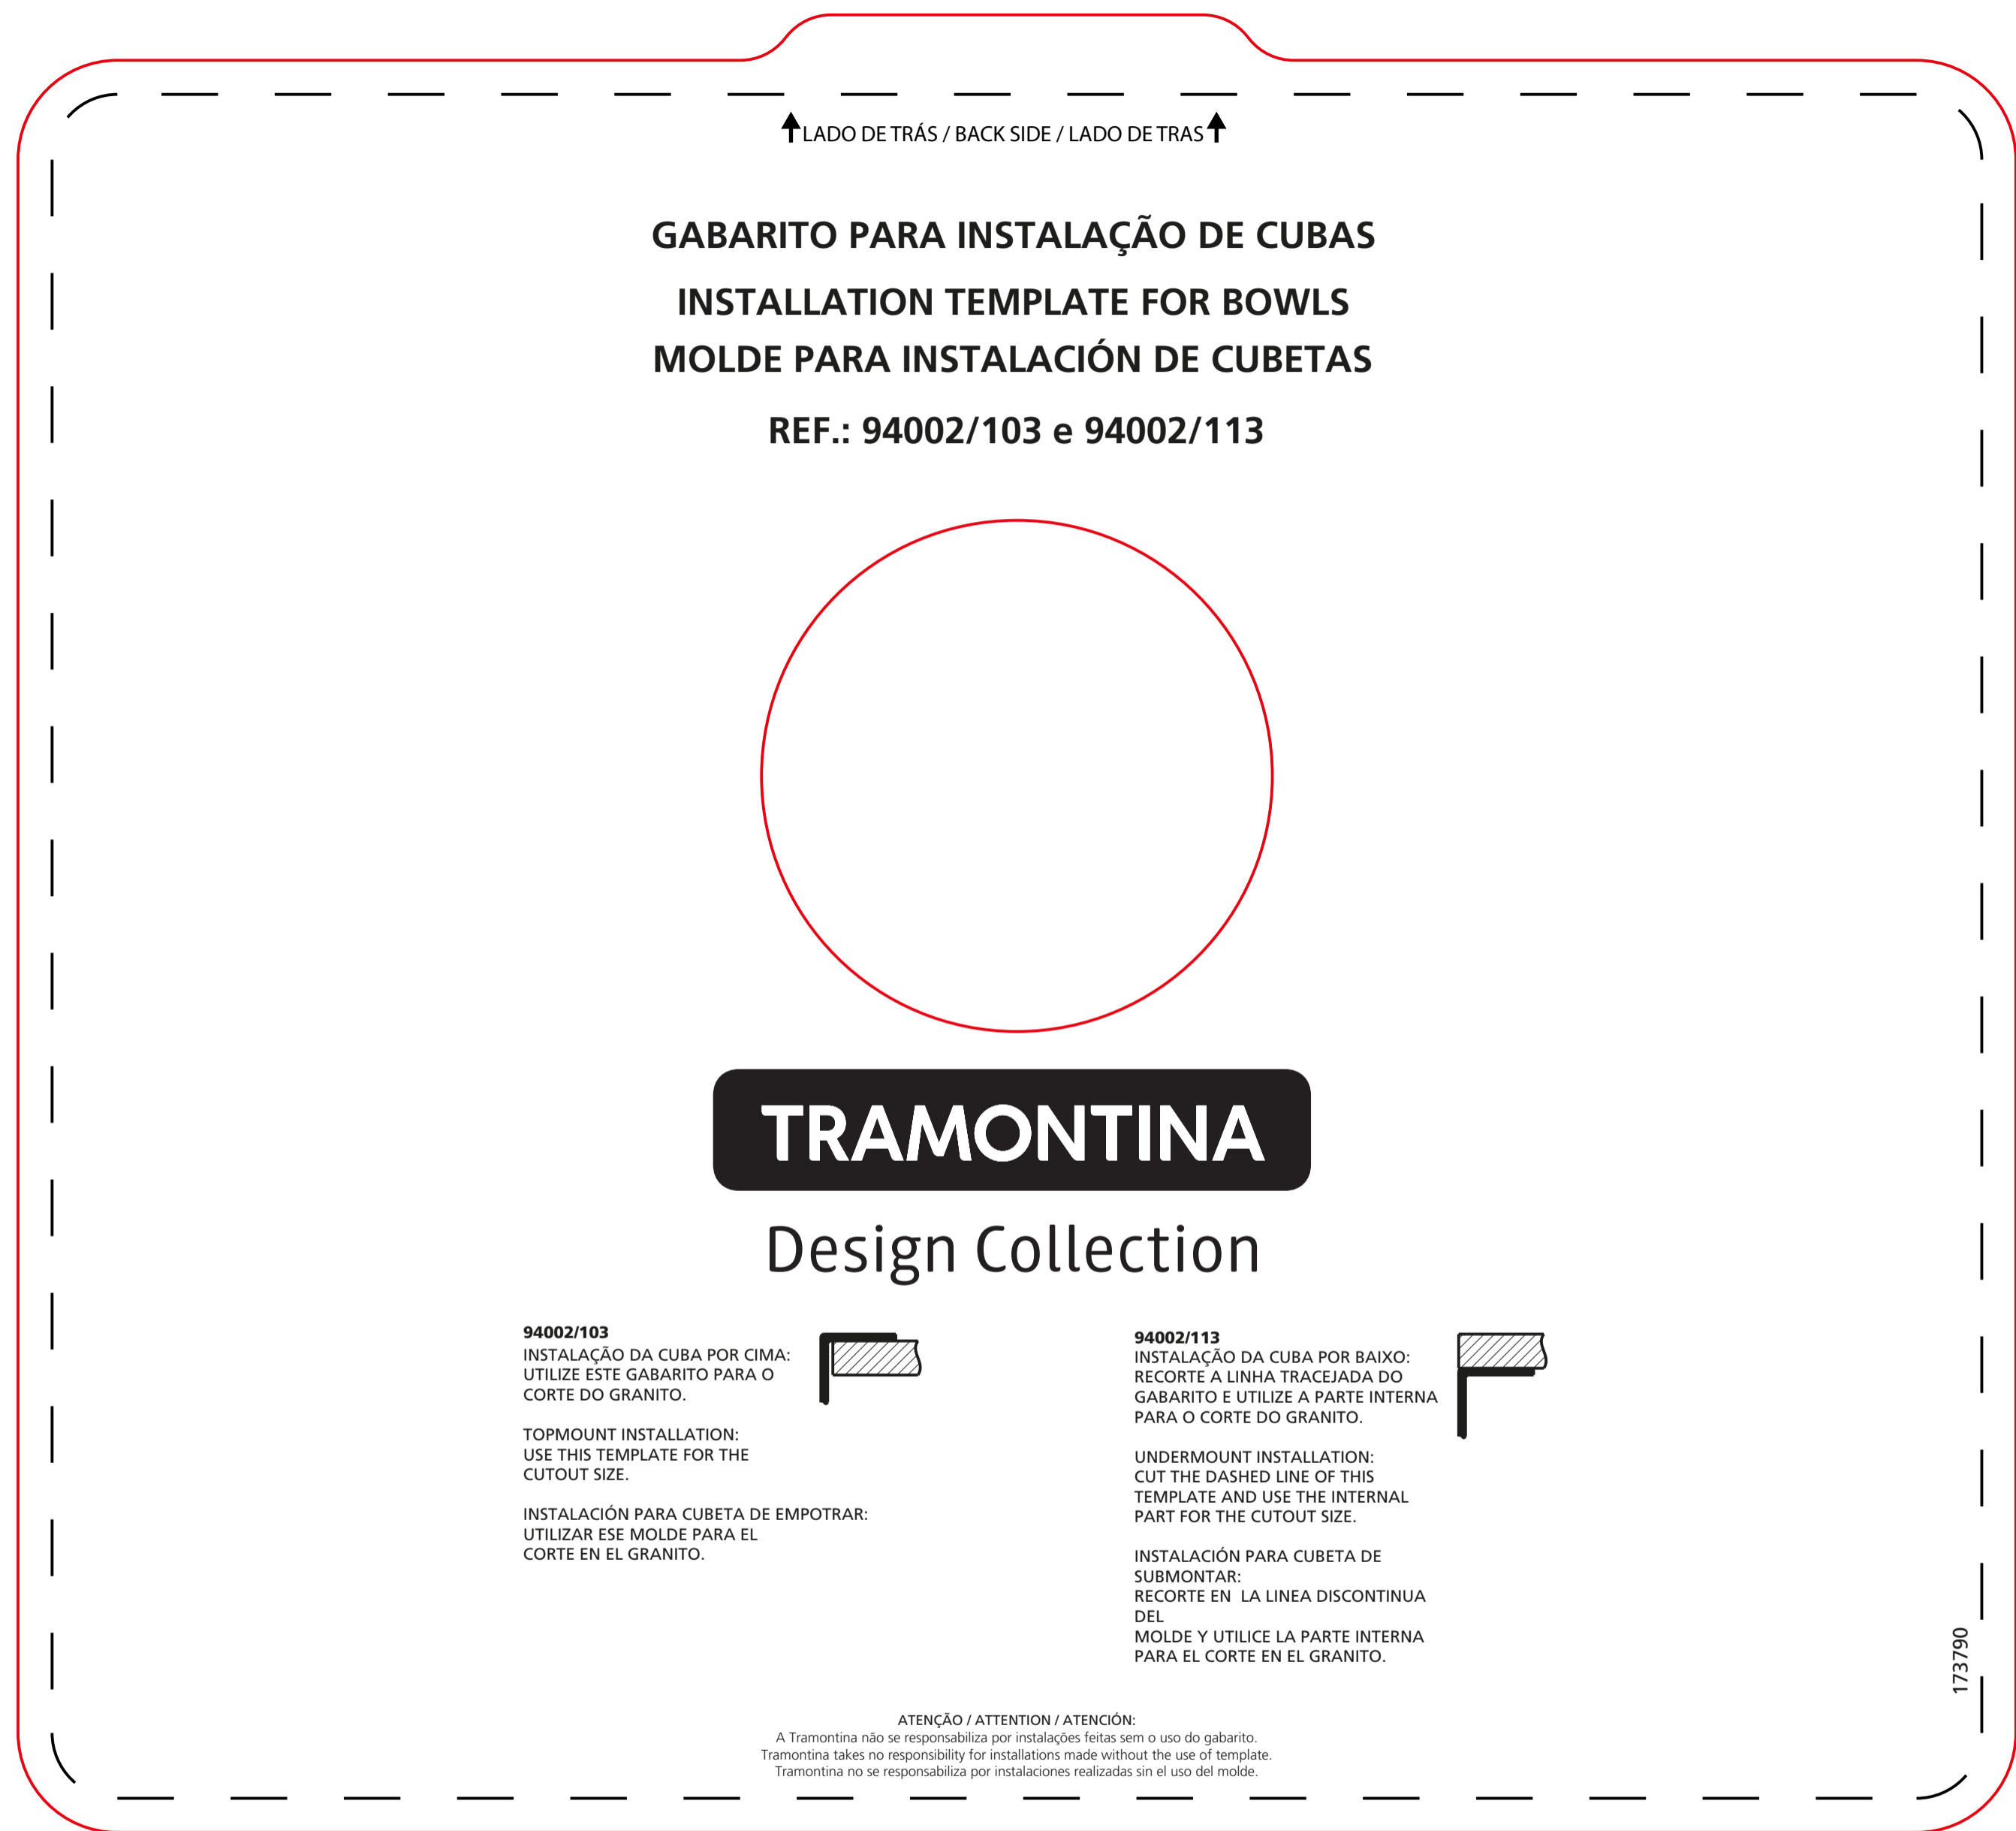 LADO DE TRÁS / BACK SIDE / LADO DE TRAS
GABARITO PARA INSTALAÇÃO DE CUBAS
INSTALLATION TEMPLATE FOR BOWLS
MOLDE PARA INSTALACIÓN DE CUBETAS
REF.: 94002/103 e 94002/113
TRAMONTINA
Design Collection
94002/103
INSTALAÇÃO DA CUBA POR CIMA:
UTILIZE ESTE GABARITO PARA O
CORTE DO GRANITO.
TOPMOUNT INSTALLATION:
USE THIS TEMPLATE FOR THE
CUTOUT SIZE.
INSTALACIÓN PARA CUBETA DE EMPOTRAR:
UTILIZAR ESE MOLDE PARA EL
CORTE EN EL GRANITO.
94002/113
INSTALAÇÃO DA CUBA POR BAIXO:
RECORTE A LINHA TRACEJADA DO
GABARITO E UTILIZE A PARTE INTERNA
PARA O CORTE DO GRANITO.
UNDERMOUNT INSTALLATION:
CUT THE DASHED LINE OF THIS
TEMPLATE AND USE THE INTERNAL
PART FOR THE CUTOUT SIZE.
INSTALACIÓN PARA CUBETA DE
SUBMONTAR:
RECORTE EN LA LINEA DISCONTINUA
DEL
MOLDE Y UTILICE LA PARTE INTERNA
PARA EL CORTE EN EL GRANITO.
173790
ATENÇÃO / ATTENTION / ATENCIÓN:
A Tramontina não se responsabiliza por instalações feitas sem o uso do gabarito.
Tramontina takes no responsibility for installations made without the use of template.
Tramontina no se responsabiliza por instalaciones realizadas sin el uso del molde.